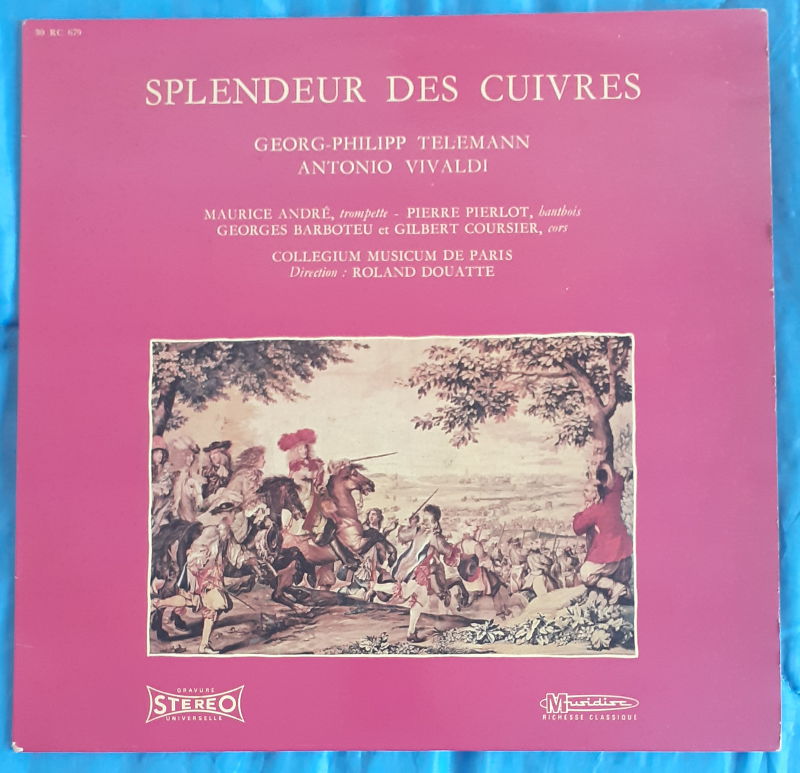 30 RC 679
SPLENDEUR DES CUIVRES
GEORG-PHILIPP TELEMANN
ANTONIO VIVALDI
MAURICE ANDRÉ, trompette - PIERRE PIERLOT, hautbois
GEORGES BARBOTEU et GILBERT COURSIER, cors
COLLEGIUM MUSICUM DE PARIS
Direction : ROLAND DOUATTE
GRAVURE
STEREO
UNIVERSELLE
Musidisc
RICHESSE CLASSIQUE